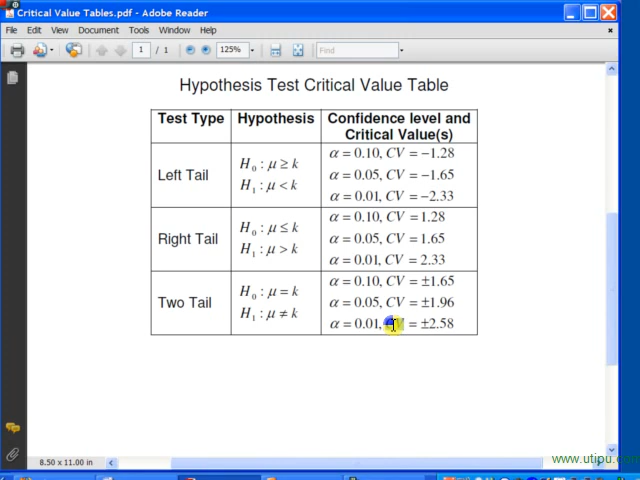 Critical Value Tables.pdf - Adobe Reader
File Edit View Document Tools Window Help
1 / 1 125% Find
Hypothesis Test Critical Value Table
Test Type Hypothesis Confidence level and
Critical Value(s)
Left Tail
H₀ : μ ≥ k
H₁ : μ < k
α = 0.10, CV = −1.28
α = 0.05, CV = −1.65
α = 0.01, CV = −2.33
Right Tail
H₀ : μ ≤ k
H₁ : μ > k
α = 0.10, CV = 1.28
α = 0.05, CV = 1.65
α = 0.01, CV = 2.33
Two Tail
H₀ : μ = k
H₁ : μ ≠ k
α = 0.10, CV = ±1.65
α = 0.05, CV = ±1.96
α = 0.01, CV = ±2.58
8.50 x 11.00 in
www.utipu.com